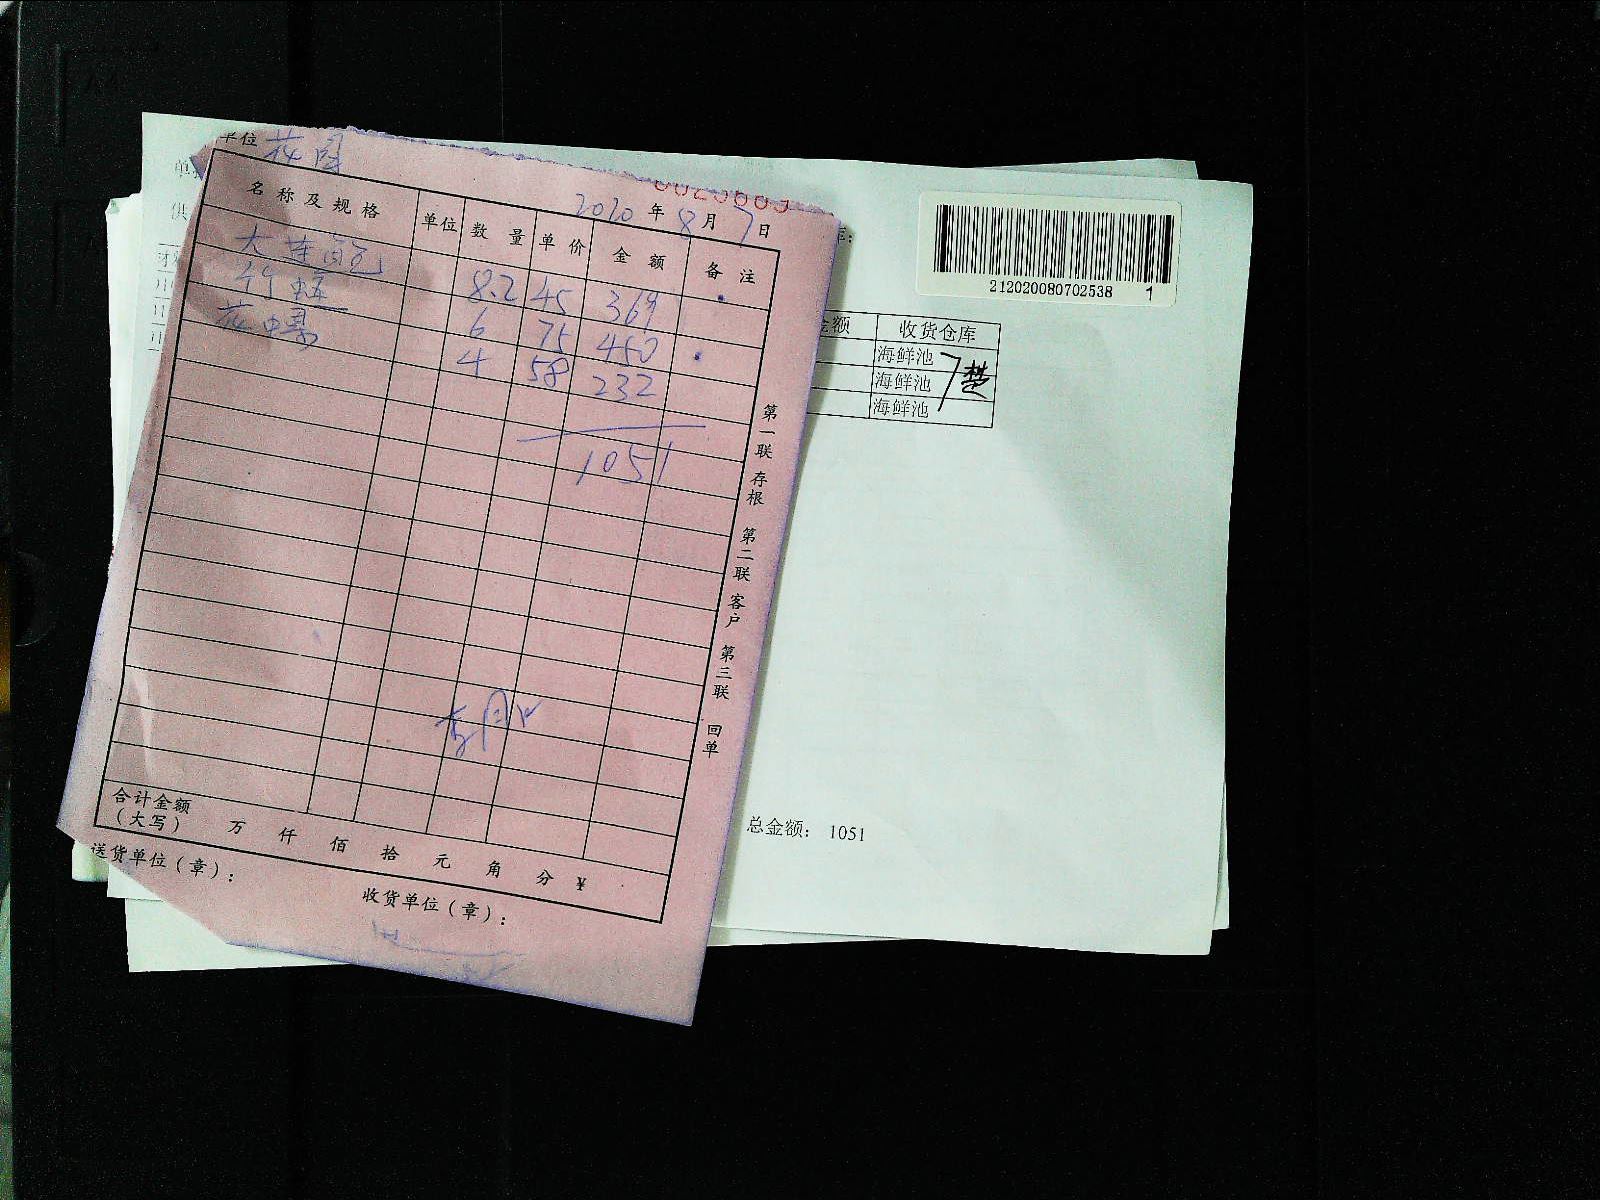 单位 花园
2020 年 8 月 7 日
名称及规格 单位 数量 单价 金额 备注
大连鲍 8.2 45 369
竹蛏 6 75 450
花螺 4 58 232
1051
第一联 存根 第二联 客户 第三联 回单
合计金额
(大写) 万 仟 佰 拾 元 角 分 ¥
送货单位(章):
收货单位(章):
供
212020080702538 1
金额 收货仓库
海鲜池
海鲜池
海鲜池
楚
总金额: 1051